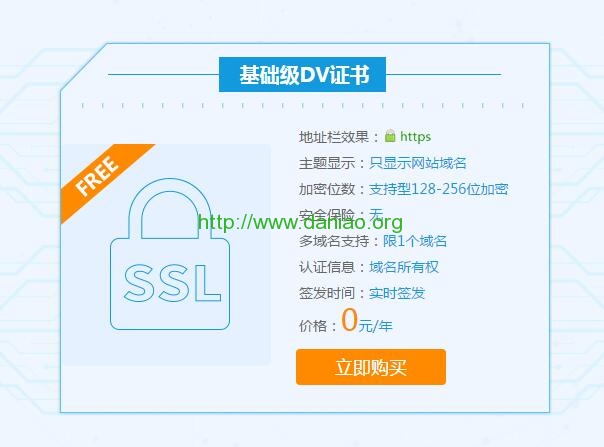 基础级DV证书
FREE
SSL
地址栏效果：https
主题显示：只显示网站域名
加密位数：支持型128-256位加密
安全保险：无
http://www.daniao.org
多域名支持：限1个域名
认证信息：域名所有权
签发时间：实时签发
价格：0元/年
立即购买